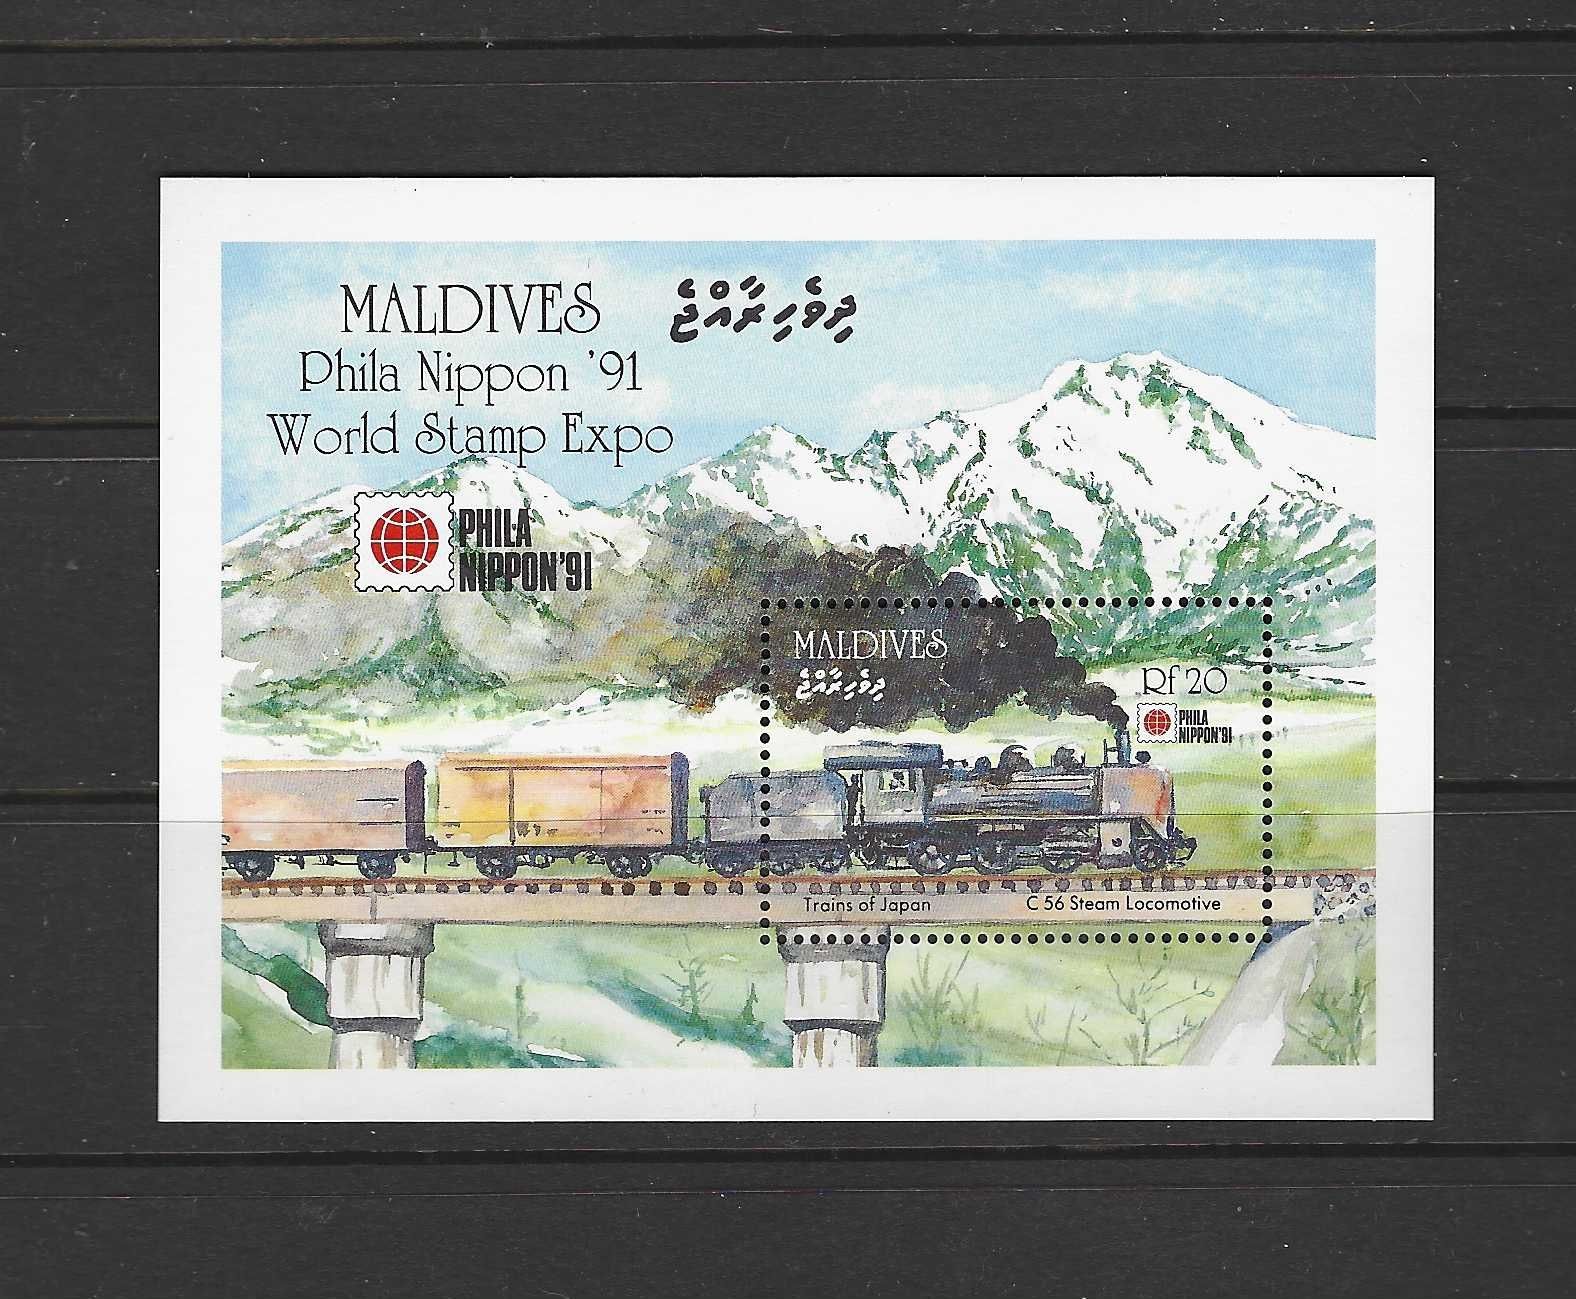 MALDIVES
ދިވެހިރާއްޖެ
Phila Nippon '91
World Stamp Expo
PHILA
NIPPON'91
MALDIVES
ދިވެހިރާއްޖެ
Rf 20
PHILA
NIPPON'91
Trains of Japan
C 56 Steam Locomotive